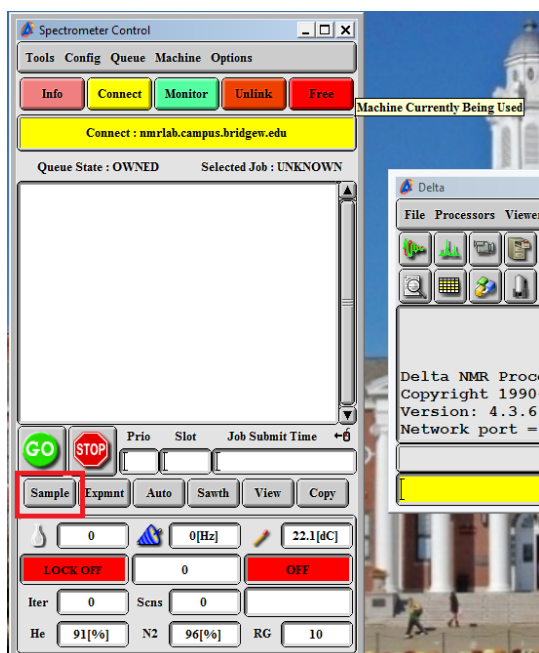 Spectrometer Control
Tools Config Queue Machine Options
Info Connect Monitor Unlink Free
Machine Currently Being Used
Connect : nmrlab.campus.bridgew.edu
Queue State : OWNED Selected Job : UNKNOWN
Delta
File Processors Viewer
Delta NMR Proc
Copyright 1990
Version: 4.3.6
Network port =
GO STOP Prio Slot Job Submit Time
Sample Expmnt Auto Sawth View Copy
0 0[Hz] 22.1[dC]
LOCK OFF 0 OFF
Iter 0 Scns 0
He 91[%] N2 96[%] RG 10